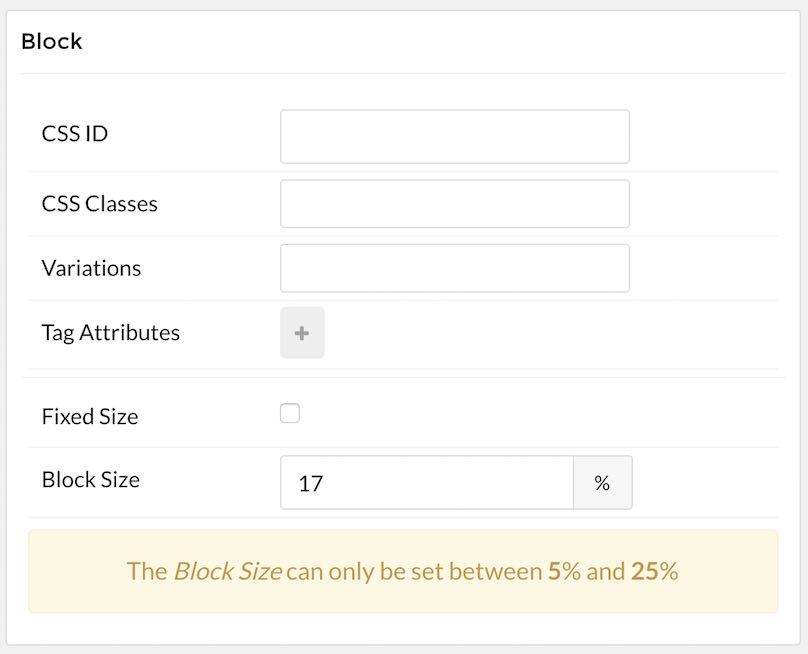 Block
CSS ID
CSS Classes
Variations
Tag Attributes
+
Fixed Size
Block Size 17 %
The Block Size can only be set between 5% and 25%